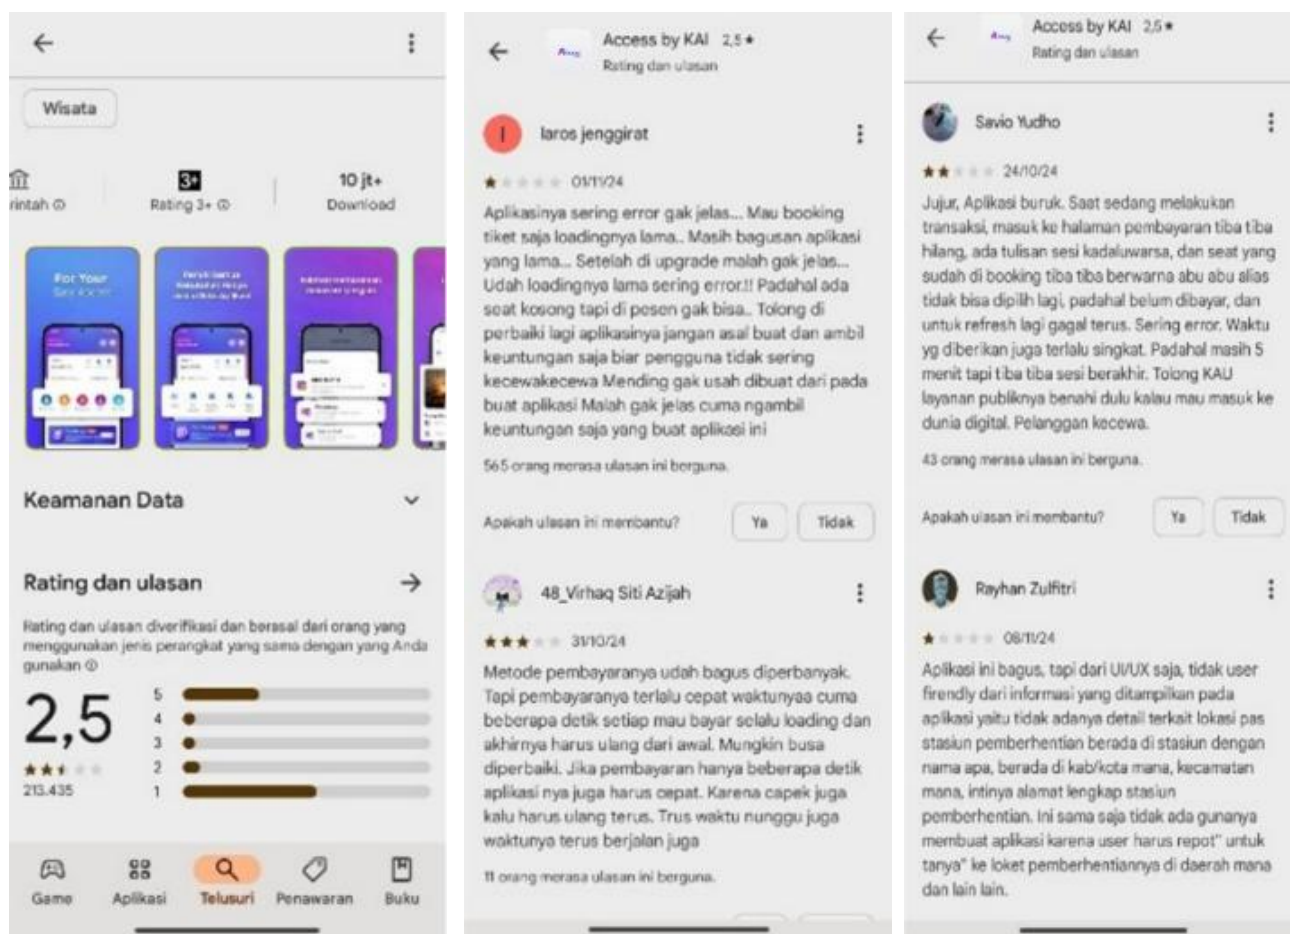 Wisata
rintah
3+
Rating 3+
10 jt+
Download
For Your
Keamanan Data
Rating dan ulasan
Rating dan ulasan diverifikasi dan berasal dari orang yang
menggunakan jenis perangkat yang sama dengan yang Anda
gunakan
2,5
213.435
5
4
3
2
1
Game
Aplikasi
Telusuri
Penawaran
Buku
Access by KAI 2,5★
Rating dan ulasan
l
laros jenggirat
01/11/24
Aplikasinya sering error gak jelas... Mau booking
tiket saja loadingnya lama.. Masih bagusan aplikasi
yang lama... Setelah di upgrade malah gak jelas...
Udah loadingnya lama sering error.!! Padahal ada
seat kosong tapi di pesen gak bisa.. Tolong di
perbaiki lagi aplikasinya jangan asal buat dan ambil
keuntungan saja biar pengguna tidak sering
kecewakecewa Mending gak usah dibuat dari pada
buat aplikasi Malah gak jelas cuma ngambil
keuntungan saja yang buat aplikasi ini
565 orang merasa ulasan ini berguna.
Apakah ulasan ini membantu?
Ya
Tidak
48_Virhaq Siti Azijah
31/10/24
Metode pembayaranya udah bagus diperbanyak.
Tapi pembayaranya terlalu cepat waktunyaa cuma
beberapa detik setiap mau bayar selalu loading dan
akhirnya harus ulang dari awal. Mungkin busa
diperbaiki. Jika pembayaran hanya beberapa detik
aplikasi nya juga harus cepat. Karena capek juga
kalu harus ulang terus. Trus waktu nunggu juga
waktunya terus berjalan juga
11 orang merasa ulasan ini berguna.
Access by KAI 2,5★
Rating dan ulasan
Savio Yudho
24/10/24
Jujur, Aplikasi buruk. Saat sedang melakukan
transaksi, masuk ke halaman pembayaran tiba tiba
hilang, ada tulisan sesi kadaluwarsa, dan seat yang
sudah di booking tiba tiba berwarna abu abu alias
tidak bisa dipilih lagi, padahal belum dibayar, dan
untuk refresh lagi gagal terus. Sering error. Waktu
yg diberikan juga terlalu singkat. Padahal masih 5
menit tapi tiba tiba sesi berakhir. Tolong KAU
layanan publiknya benahi dulu kalau mau masuk ke
dunia digital. Pelanggan kecewa.
43 orang merasa ulasan ini berguna.
Apakah ulasan ini membantu?
Ya
Tidak
Rayhan Zulfitri
08/11/24
Aplikasi ini bagus, tapi dari UI/UX saja, tidak user
firendly dari informasi yang ditampilkan pada
aplikasi yaitu tidak adanya detail terkait lokasi pas
stasiun pemberhentian berada di stasiun dengan
nama apa, berada di kab/kota mana, kecamatan
mana, intinya alamat lengkap stasiun
pemberhentian. Ini sama saja tidak ada gunanya
membuat aplikasi karena user harus repot" untuk
tanya" ke loket pemberhentiannya di daerah mana
dan lain lain.